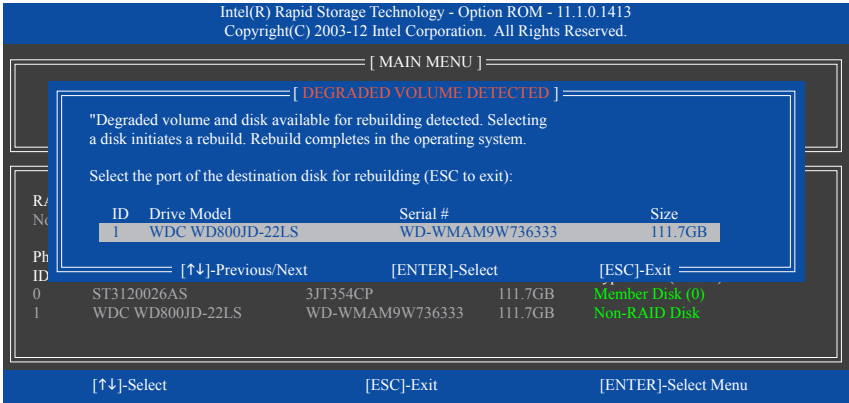 Intel(R) Rapid Storage Technology - Option ROM - 11.1.0.1413
Copyright(C) 2003-12 Intel Corporation. All Rights Reserved.
[ MAIN MENU ]
[ DEGRADED VOLUME DETECTED ]
"Degraded volume and disk available for rebuilding detected. Selecting
a disk initiates a rebuild. Rebuild completes in the operating system.
Select the port of the destination disk for rebuilding (ESC to exit):
ID Drive Model Serial # Size
1 WDC WD800JD-22LS WD-WMAM9W736333 111.7GB
[↑↓]-Previous/Next [ENTER]-Select [ESC]-Exit
ID
0 ST3120026AS 3JT354CP 111.7GB Member Disk (0)
1 WDC WD800JD-22LS WD-WMAM9W736333 111.7GB Non-RAID Disk
[↑↓]-Select [ESC]-Exit [ENTER]-Select Menu